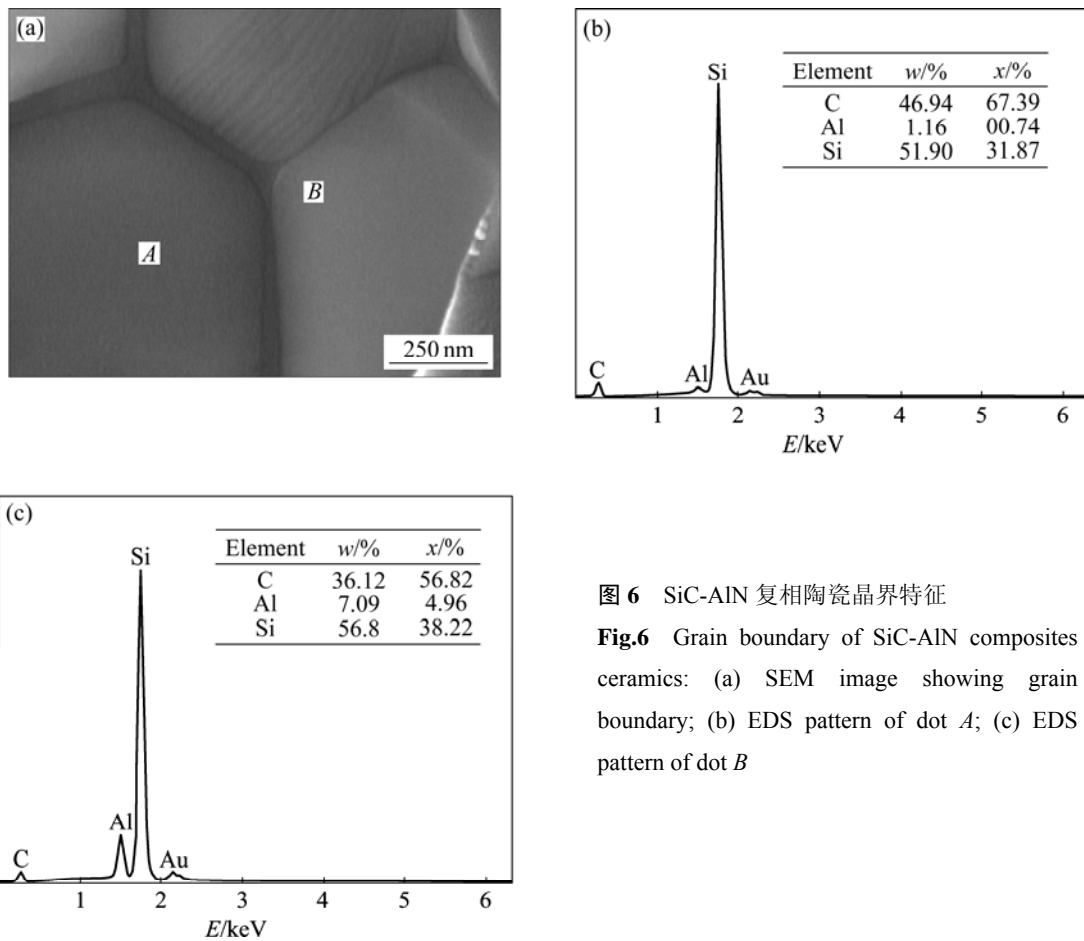 (a)
A
B
250 nm
(b)
Si
Element w/% x/%
C 46.94 67.39
Al 1.16 00.74
Si 51.90 31.87
C
Al
Au
1 2 3 4 5 6
E/keV
(c)
Si
Element w/% x/%
C 36.12 56.82
Al 7.09 4.96
Si 56.8 38.22
Al
C
Au
1 2 3 4 5 6
E/keV
图 6 SiC-AlN 复相陶瓷晶界特征
Fig.6 Grain boundary of SiC-AlN composites
ceramics: (a) SEM image showing grain
boundary; (b) EDS pattern of dot A; (c) EDS
pattern of dot B